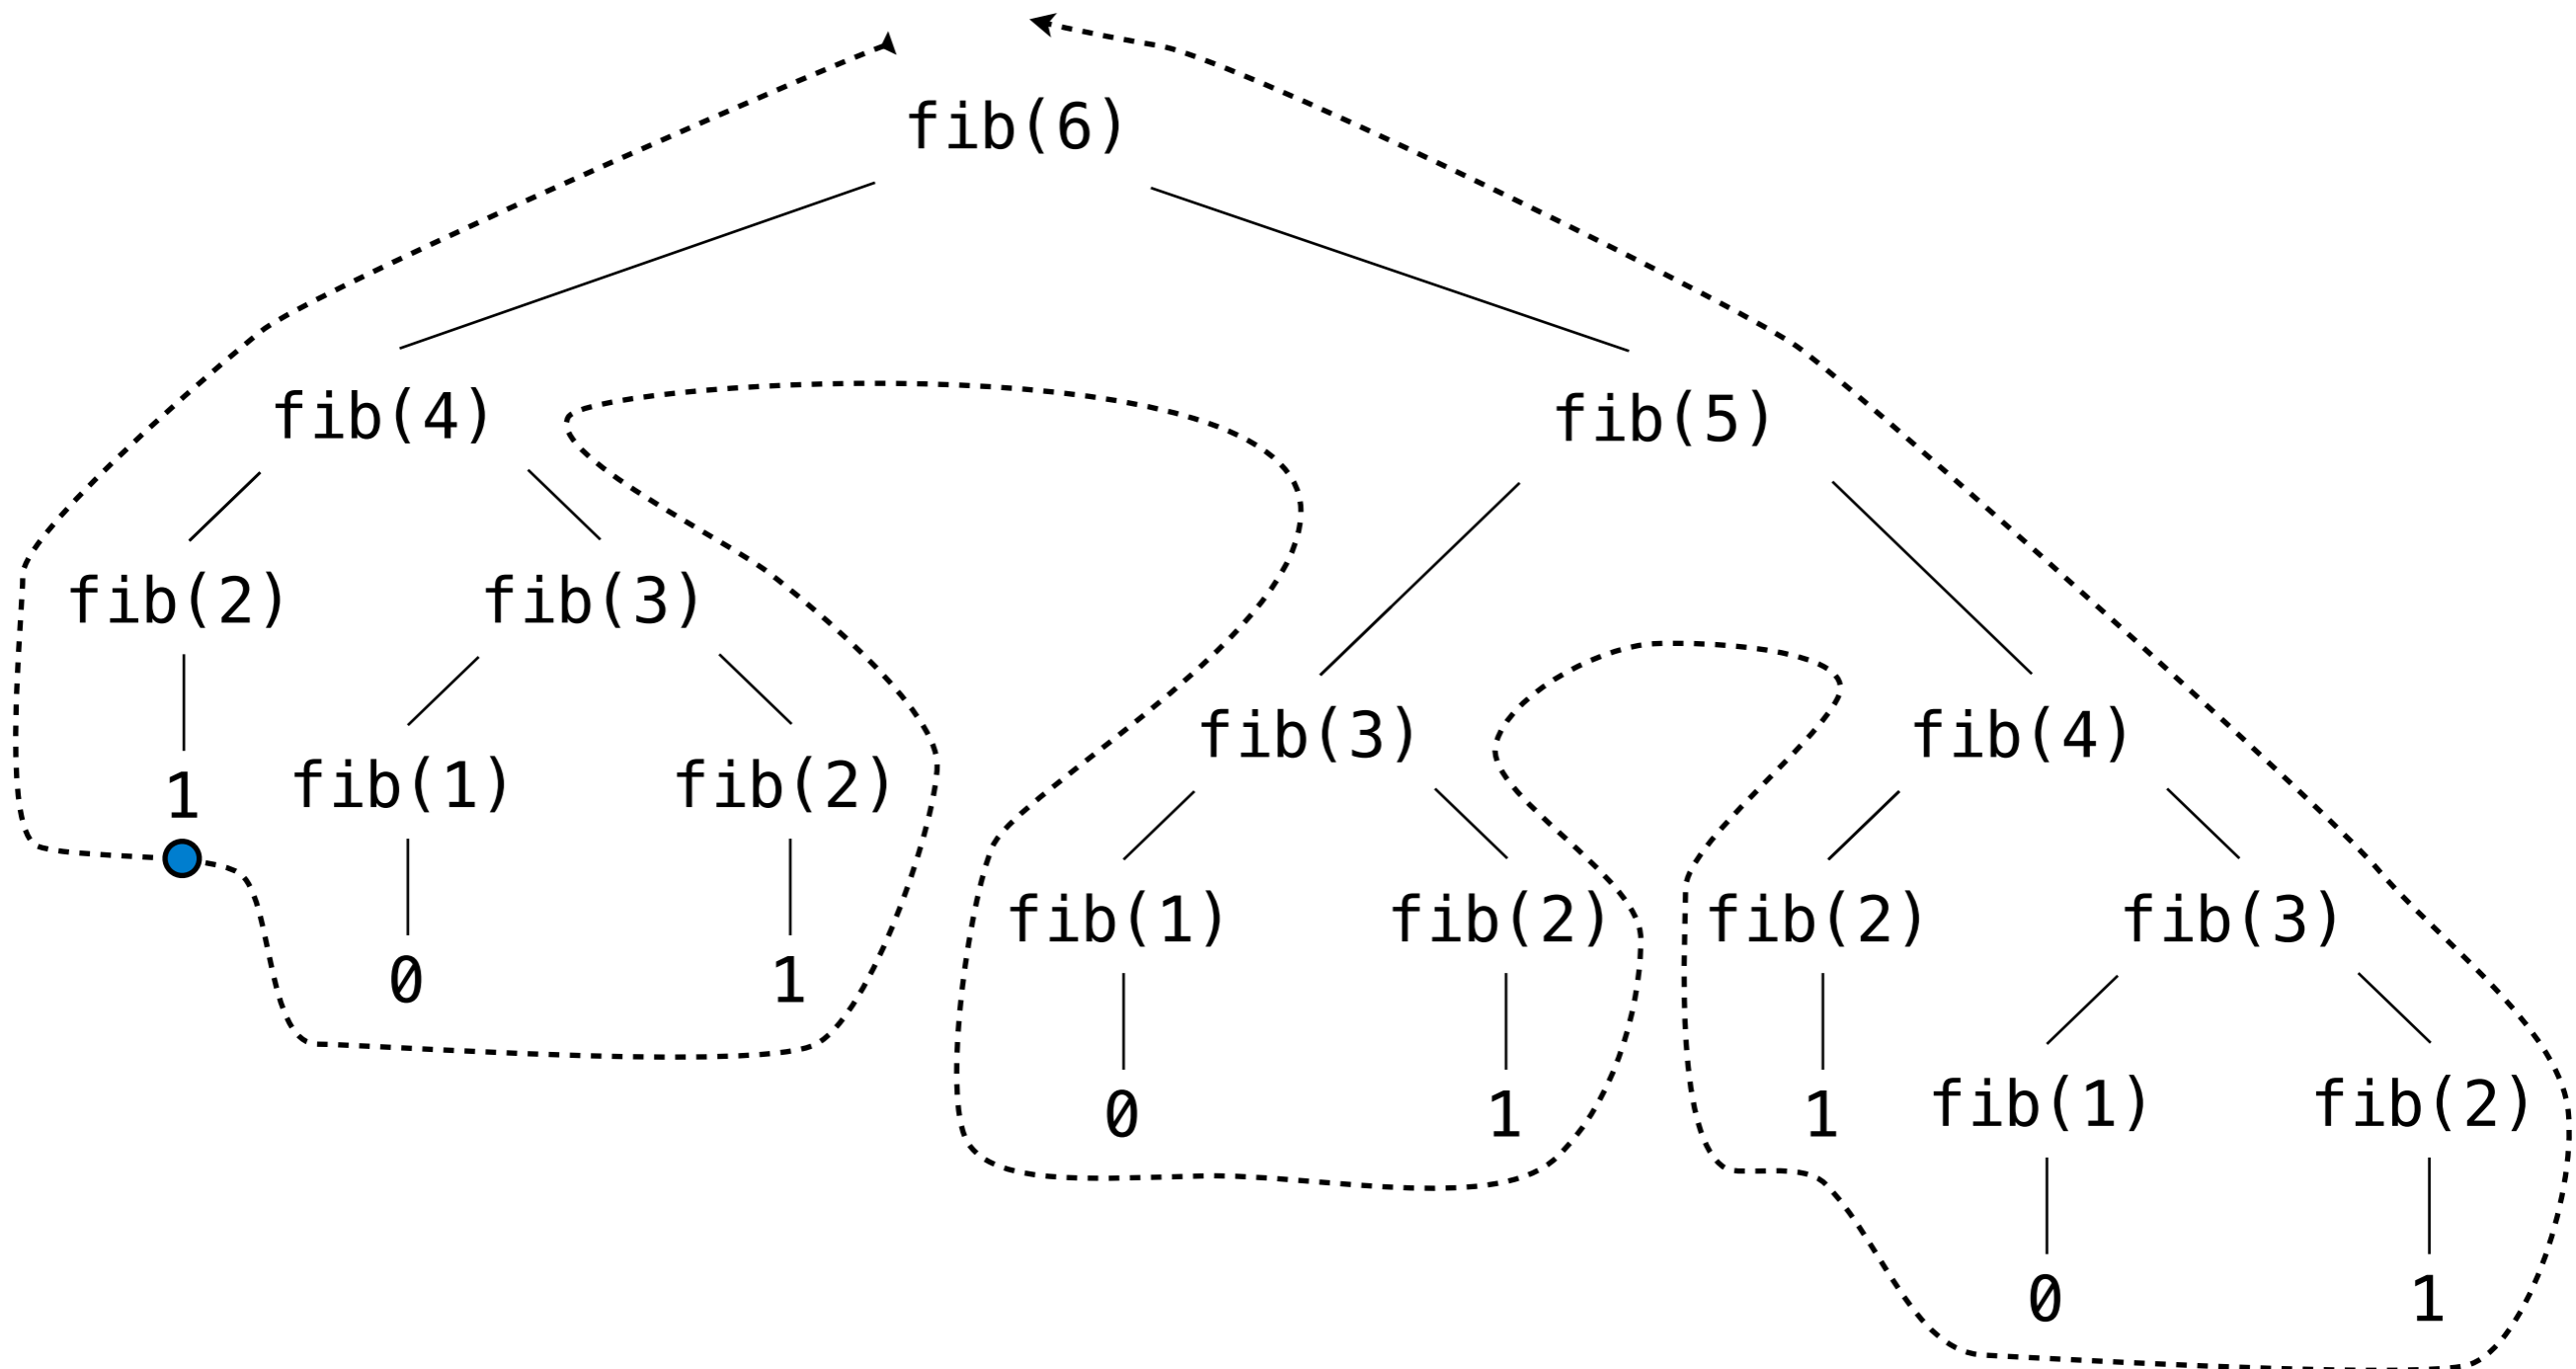 fib(6)
fib(4) fib(5)
fib(2) fib(3)
fib(3) fib(4)
1 fib(1) fib(2)
fib(1) fib(2) fib(2) fib(3)
0 1
0 1 1 fib(1) fib(2)
0 1